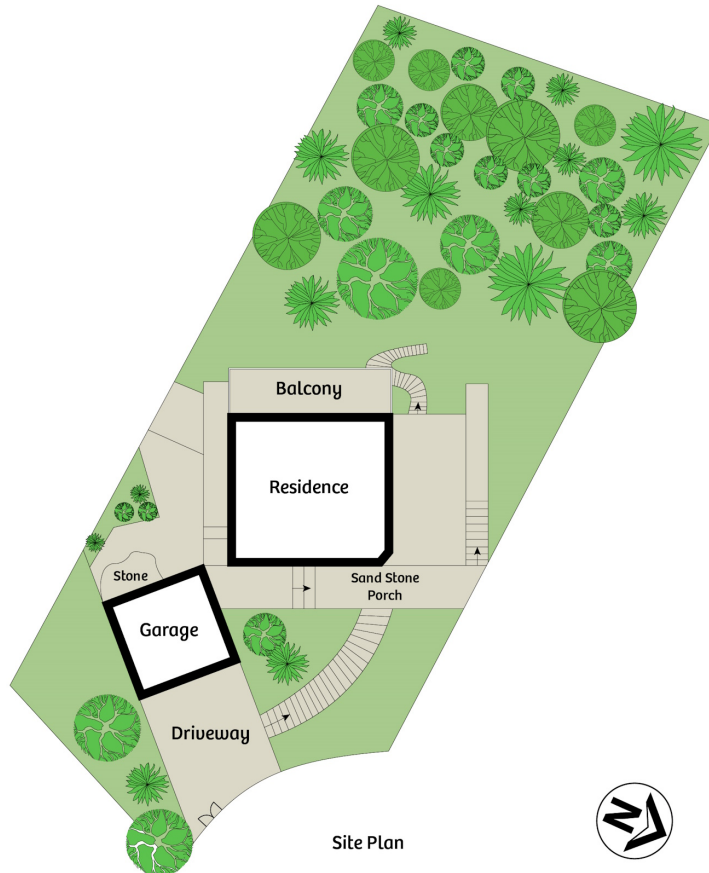 Balcony
Residence
Stone
Sand Stone
Porch
Garage
Driveway
Site Plan
N